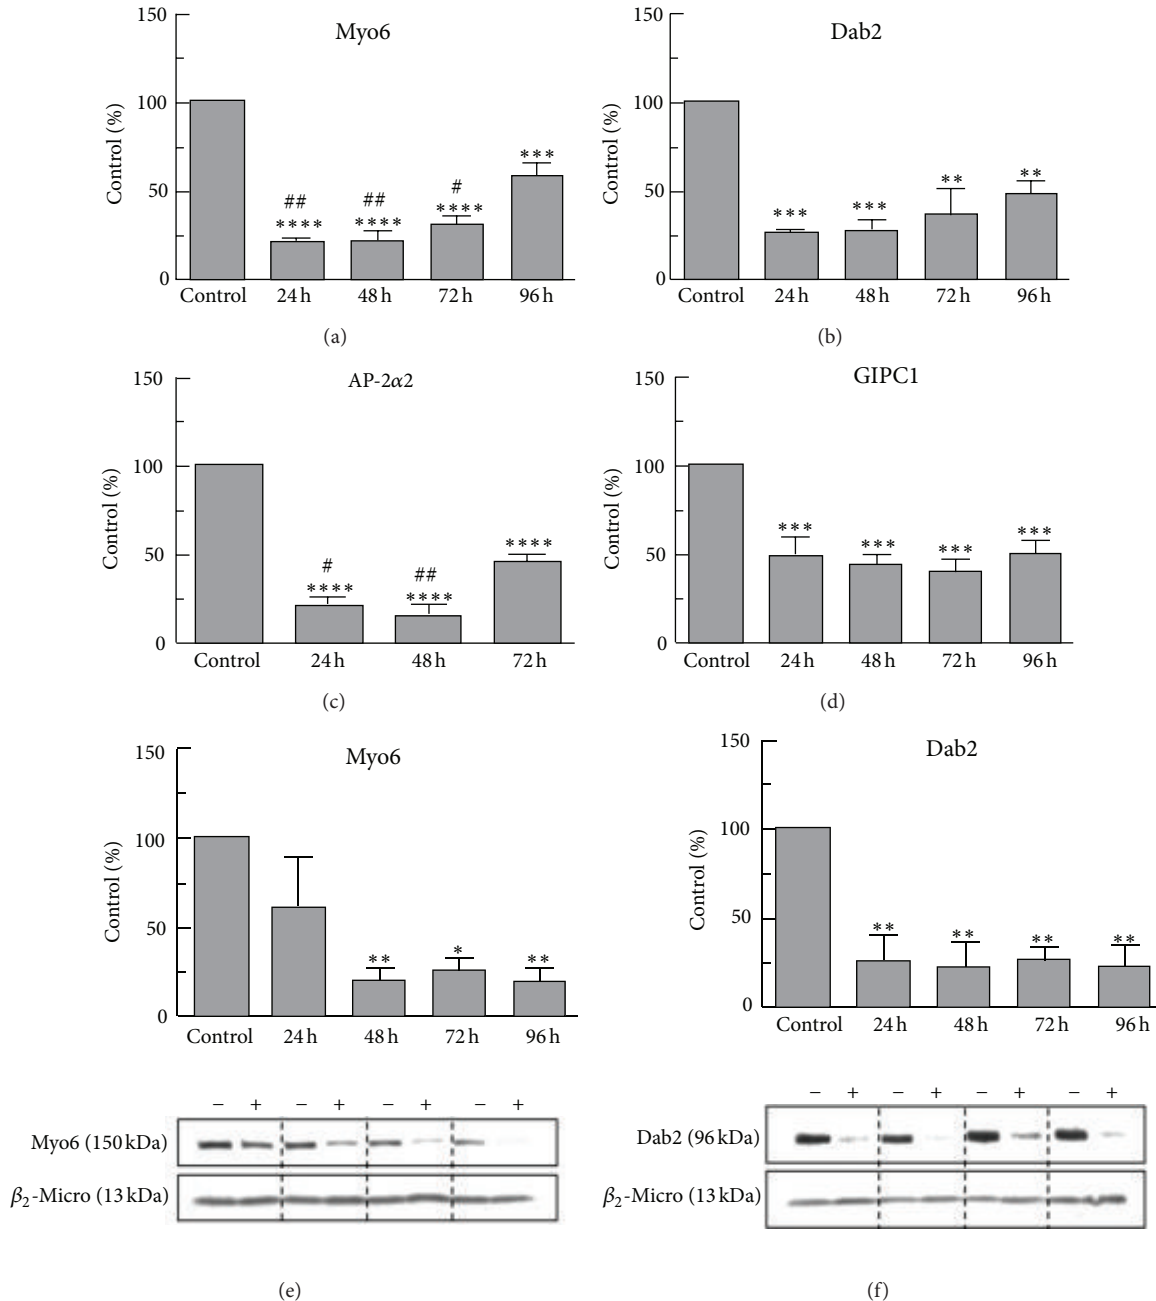 Myo6
150
100
50
0
Control (%)
## ## #
**** **** **** ***
Control 24 h 48 h 72 h 96 h
(a)
Dab2
150
100
50
0
Control (%)
*** *** ** **
Control 24 h 48 h 72 h 96 h
(b)
AP-2α2
150
100
50
0
Control (%)
# ##
**** **** ****
Control 24 h 48 h 72 h
(c)
GIPC1
150
100
50
0
Control (%)
*** *** *** ***
Control 24 h 48 h 72 h 96 h
(d)
Myo6
150
100
50
0
Control (%)
** * **
Control 24 h 48 h 72 h 96 h
− + − + − + − +
Myo6 (150 kDa)
β2-Micro (13 kDa)
(e)
Dab2
150
100
50
0
Control (%)
** ** ** **
Control 24 h 48 h 72 h 96 h
− + − + − + − +
Dab2 (96 kDa)
β2-Micro (13 kDa)
(f)